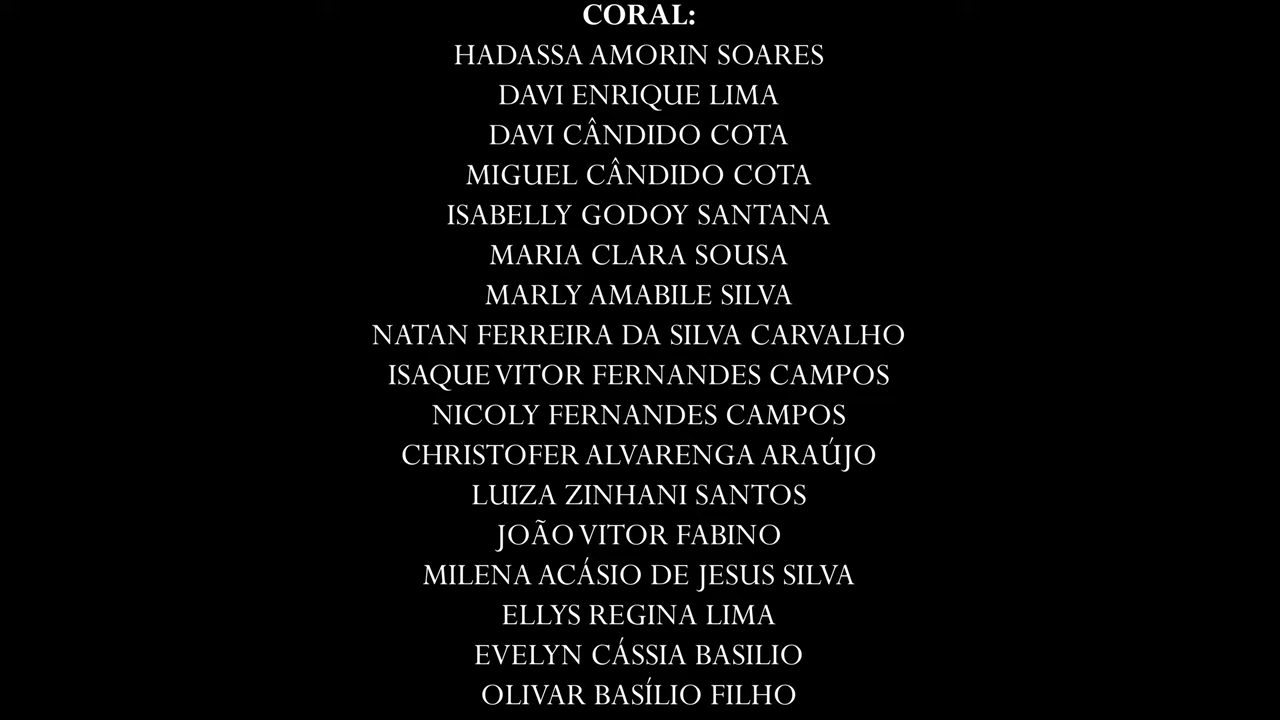 CORAL:
HADASSA AMORIN SOARES
DAVI ENRIQUE LIMA
DAVI CÂNDIDO COTA
MIGUEL CÂNDIDO COTA
ISABELLY GODOY SANTANA
MARIA CLARA SOUSA
MARLY AMABILE SILVA
NATAN FERREIRA DA SILVA CARVALHO
ISAQUE VITOR FERNANDES CAMPOS
NICOLY FERNANDES CAMPOS
CHRISTOFER ALVARENGA ARAÚJO
LUIZA ZINHANI SANTOS
JOÃO VITOR FABINO
MILENA ACÁSIO DE JESUS SILVA
ELLYS REGINA LIMA
EVELYN CÁSSIA BASILIO
OLIVAR BASÍLIO FILHO